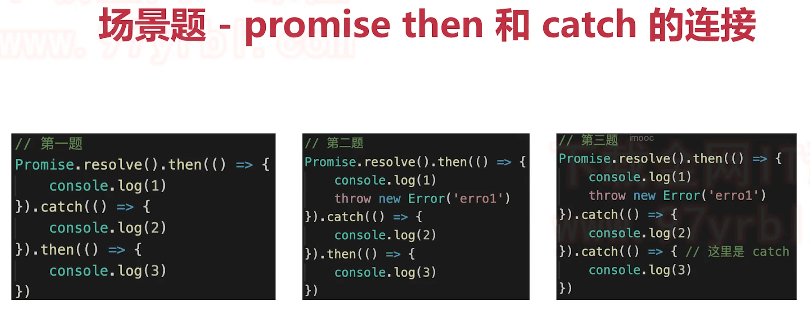 场景题 - promise then 和 catch 的连接
// 第一题
Promise.resolve().then(() => {
    console.log(1)
}).catch(() => {
    console.log(2)
}).then(() => {
    console.log(3)
})
// 第二题
Promise.resolve().then(() => {
    console.log(1)
    throw new Error('erro1')
}).catch(() => {
    console.log(2)
}).then(() => {
    console.log(3)
})
// 第三题 imooc
Promise.resolve().then(() => {
    console.log(1)
    throw new Error('erro1')
}).catch(() => {
    console.log(2)
}).catch(() => { // 这里是 catch
    console.log(3)
})